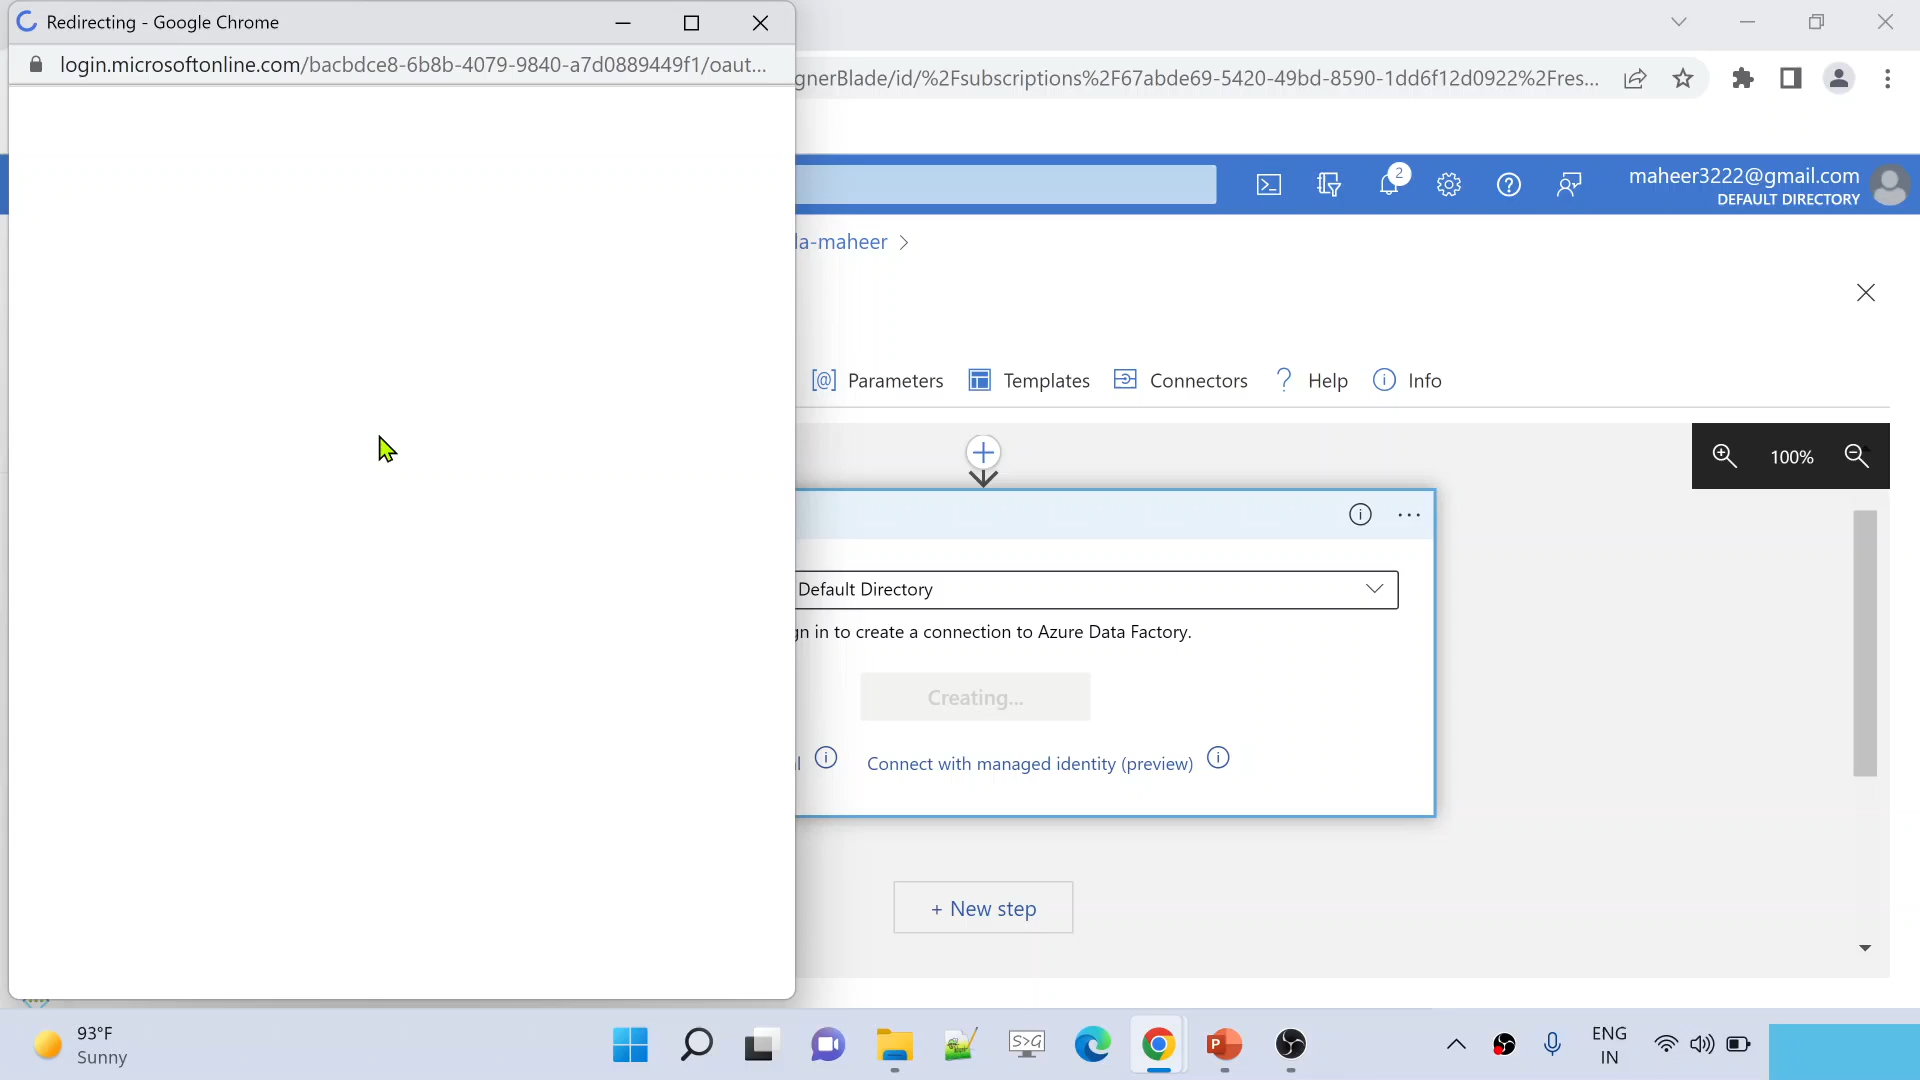 Redirecting - Google Chrome
login.microsoftonline.com/bacbdce8-6b8b-4079-9840-a7d0889449f1/oaut...
gnerBlade/id/%2Fsubscriptions%2F67abde69-5420-49bd-8590-1dd6f12d0922%2Fres...
2
maheer3222@gmail.com
DEFAULT DIRECTORY
la-maheer
[@] Parameters
Templates
Connectors
? Help
Info
100%
Default Directory
gn in to create a connection to Azure Data Factory.
Creating...
l
Connect with managed identity (preview)
+ New step
93°F
Sunny
S>G
P
ENG
IN